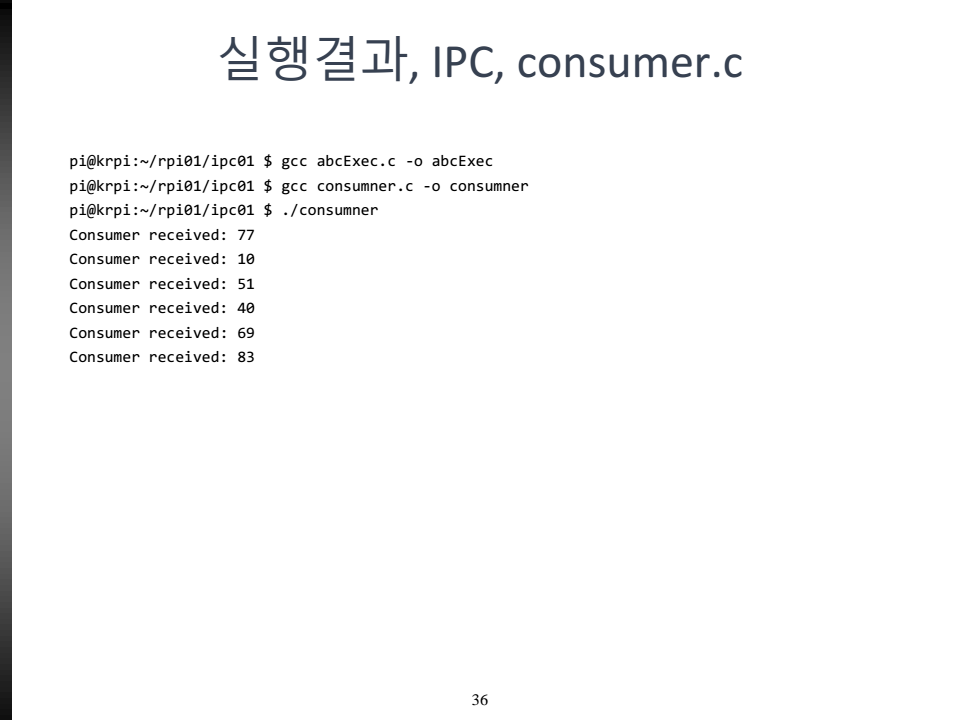 실행결과, IPC, consumer.c
pi@krpi:~/rpi01/ipc01 $ gcc abcExec.c -o abcExec
pi@krpi:~/rpi01/ipc01 $ gcc consumner.c -o consumner
pi@krpi:~/rpi01/ipc01 $ ./consumner
Consumer received: 77
Consumer received: 10
Consumer received: 51
Consumer received: 40
Consumer received: 69
Consumer received: 83
36